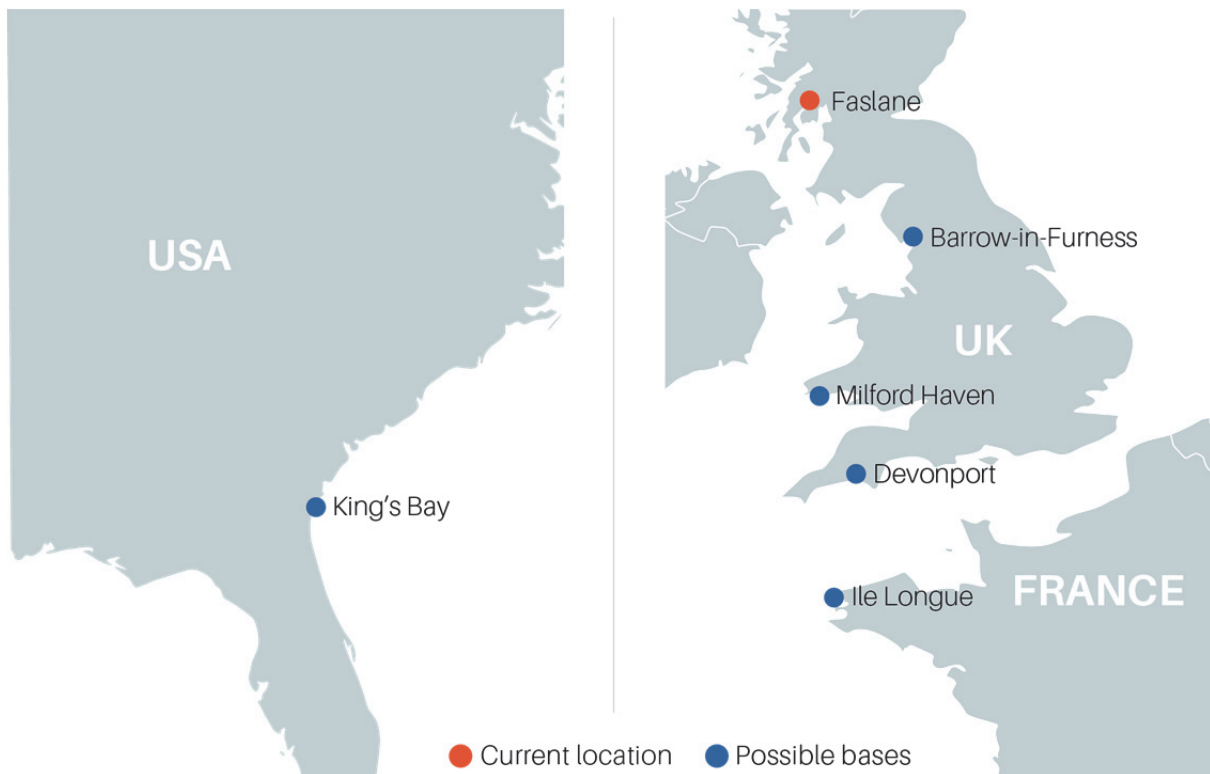 USA
King's Bay
Faslane
Barrow-in-Furness
UK
Milford Haven
Devonport
Ile Longue
FRANCE
Current location
Possible bases